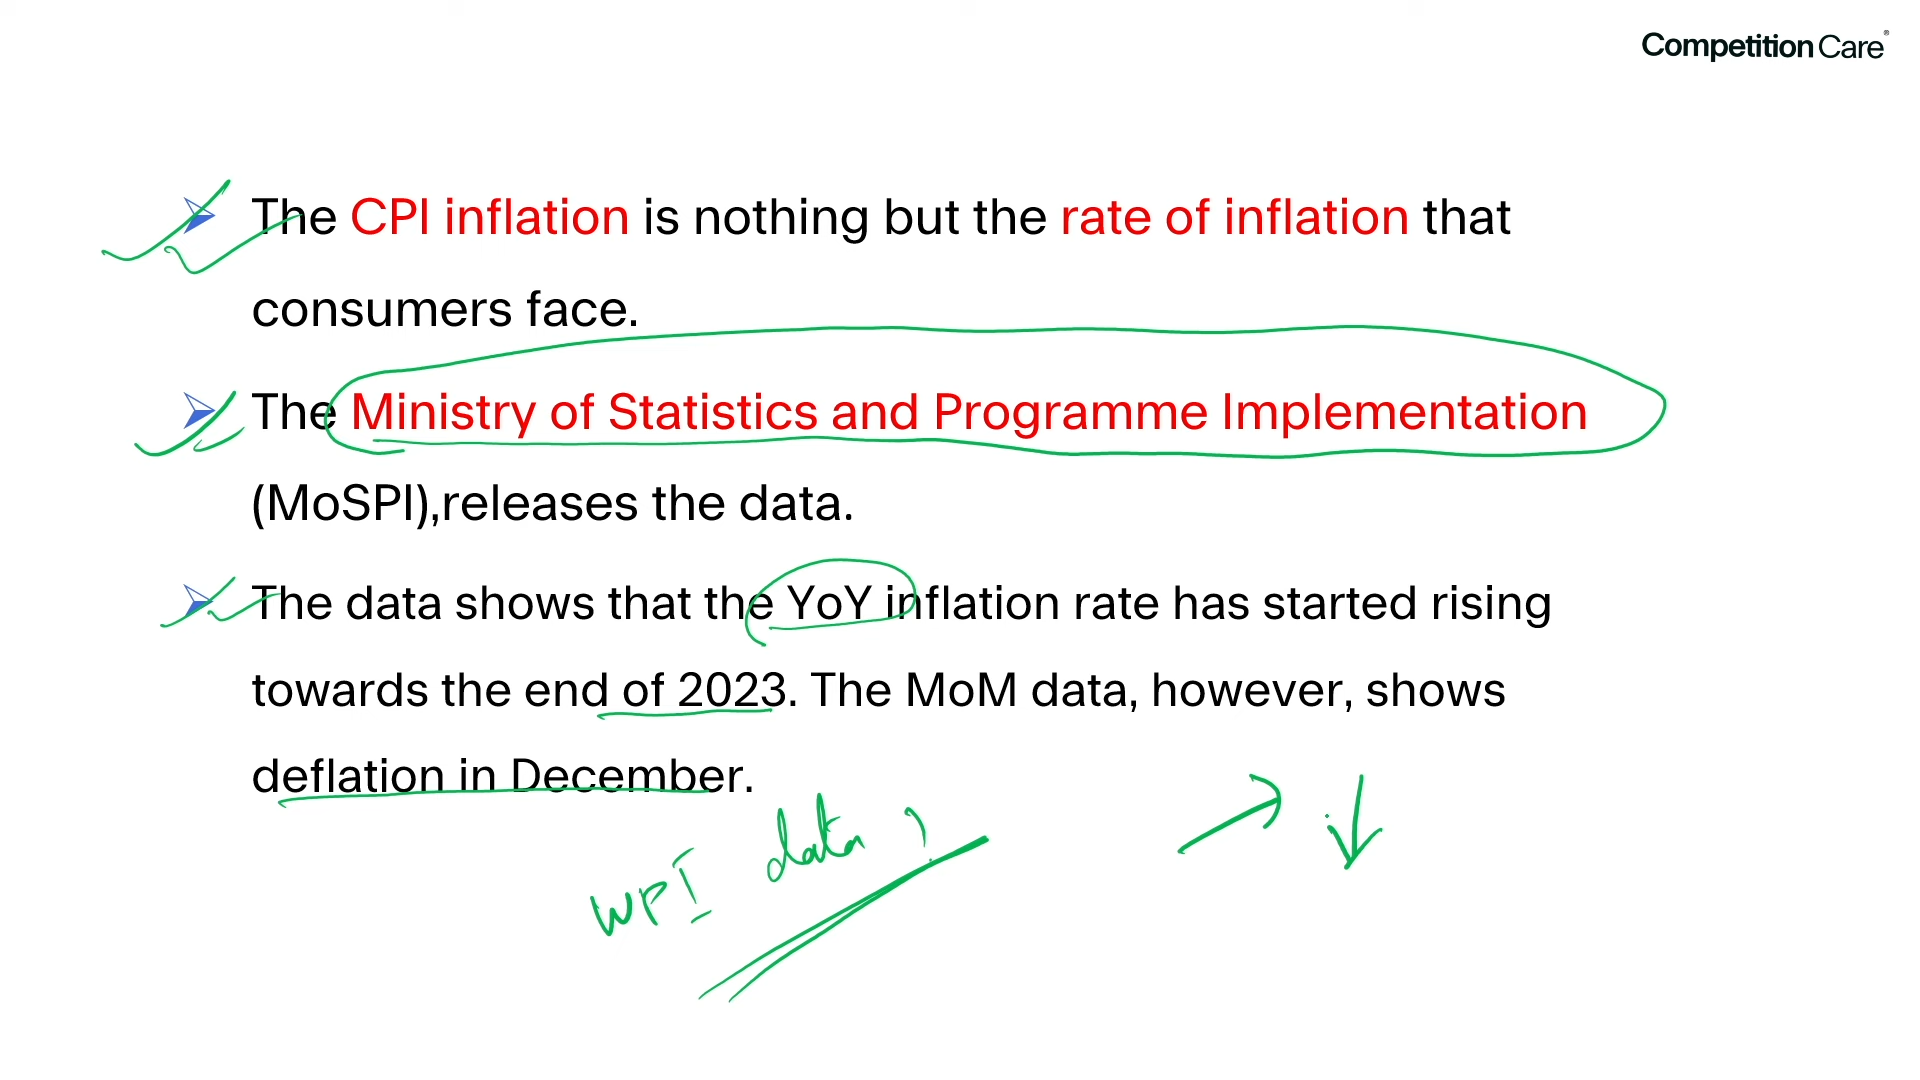 Competition Care®
The CPI inflation is nothing but the rate of inflation that
consumers face.
The Ministry of Statistics and Programme Implementation
(MoSPI),releases the data.
The data shows that the YoY inflation rate has started rising
towards the end of 2023. The MoM data, however, shows
deflation in December.
WPI data ?